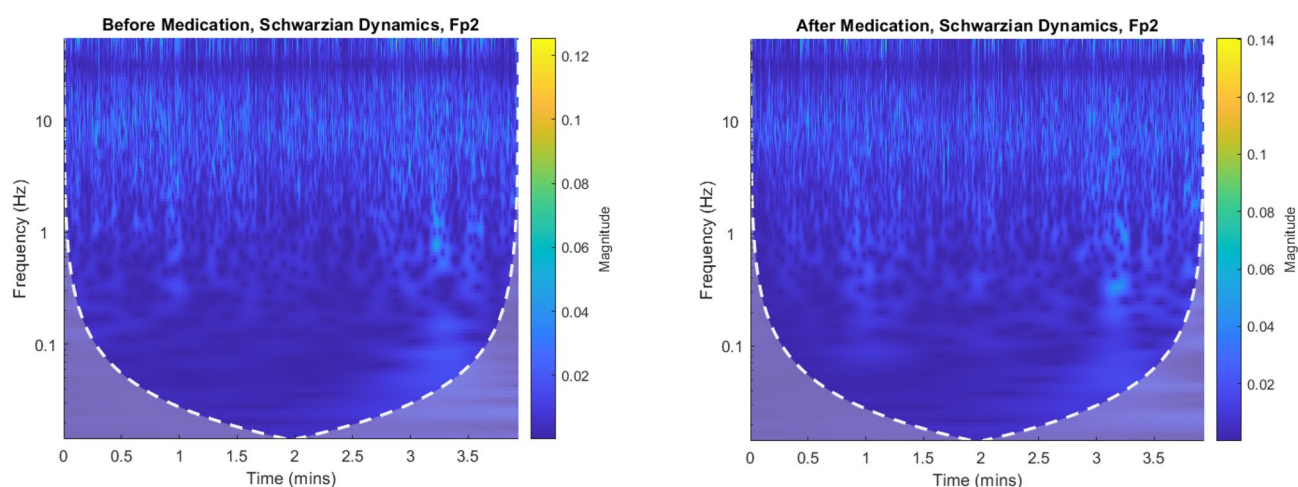 Before Medication, Schwarzian Dynamics, Fp2
Frequency (Hz)
10
1
0.1
0 0.5 1 1.5 2 2.5 3 3.5
Time (mins)
0.12
0.1
0.08
0.06
0.04
0.02
Magnitude
After Medication, Schwarzian Dynamics, Fp2
Frequency (Hz)
10
1
0.1
0 0.5 1 1.5 2 2.5 3 3.5
Time (mins)
0.14
0.12
0.1
0.08
0.06
0.04
0.02
Magnitude